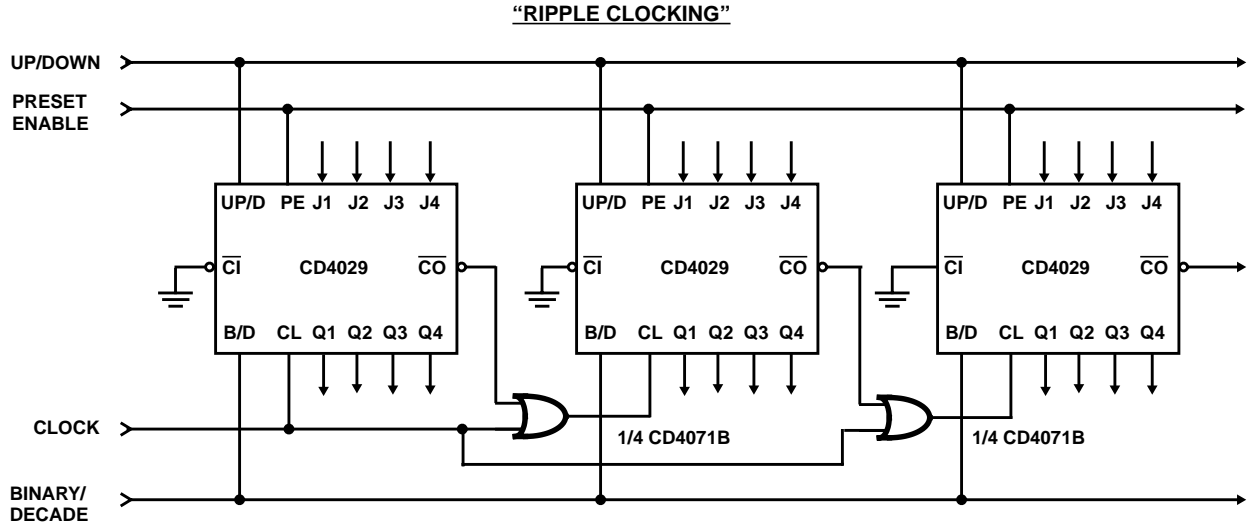 “RIPPLE CLOCKING”
UP/DOWN
PRESET
ENABLE
UP/D PE J1 J2 J3 J4
UP/D PE J1 J2 J3 J4
UP/D PE J1 J2 J3 J4
CI CD4029 CO
CI CD4029 CO
CI CD4029 CO
B/D CL Q1 Q2 Q3 Q4
B/D CL Q1 Q2 Q3 Q4
B/D CL Q1 Q2 Q3 Q4
CLOCK
1/4 CD4071B
1/4 CD4071B
BINARY/
DECADE